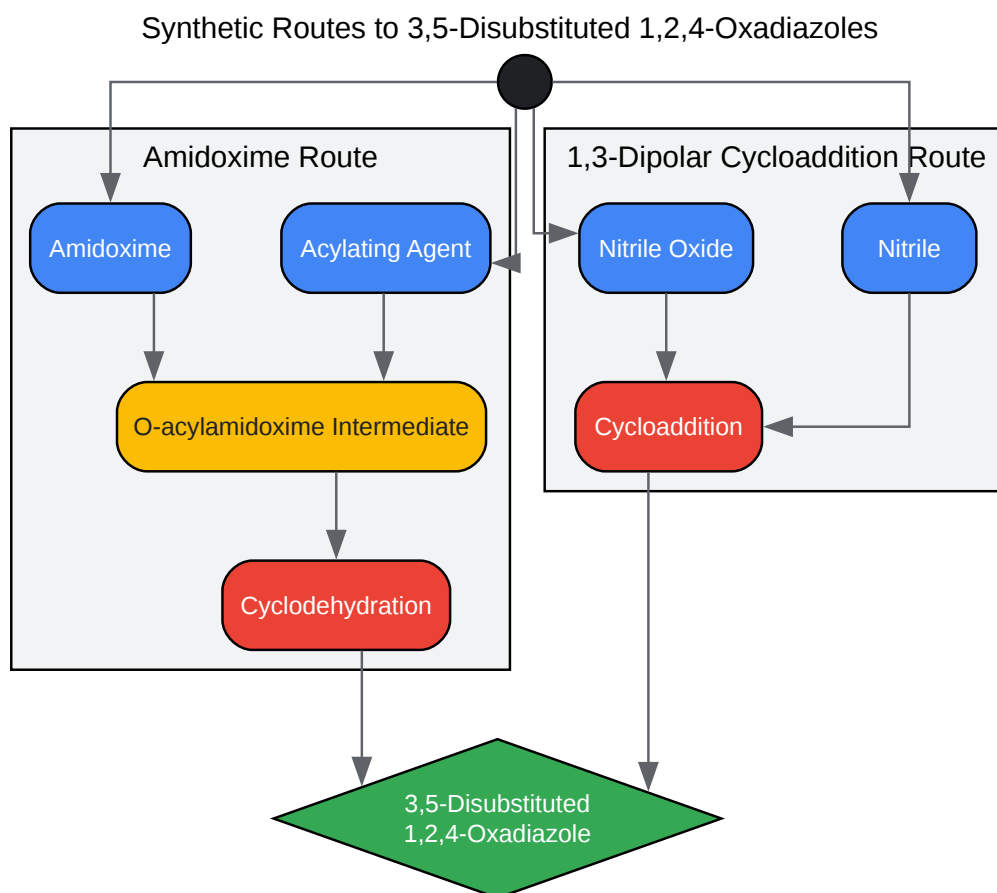 Synthetic Routes to 3,5-Disubstituted 1,2,4-Oxadiazoles
Amidoxime Route
1,3-Dipolar Cycloaddition Route
Amidoxime
Acylating Agent
Nitrile Oxide
Nitrile
O-acylamidoxime Intermediate
Cycloaddition
Cyclodehydration
3,5-Disubstituted
1,2,4-Oxadiazole